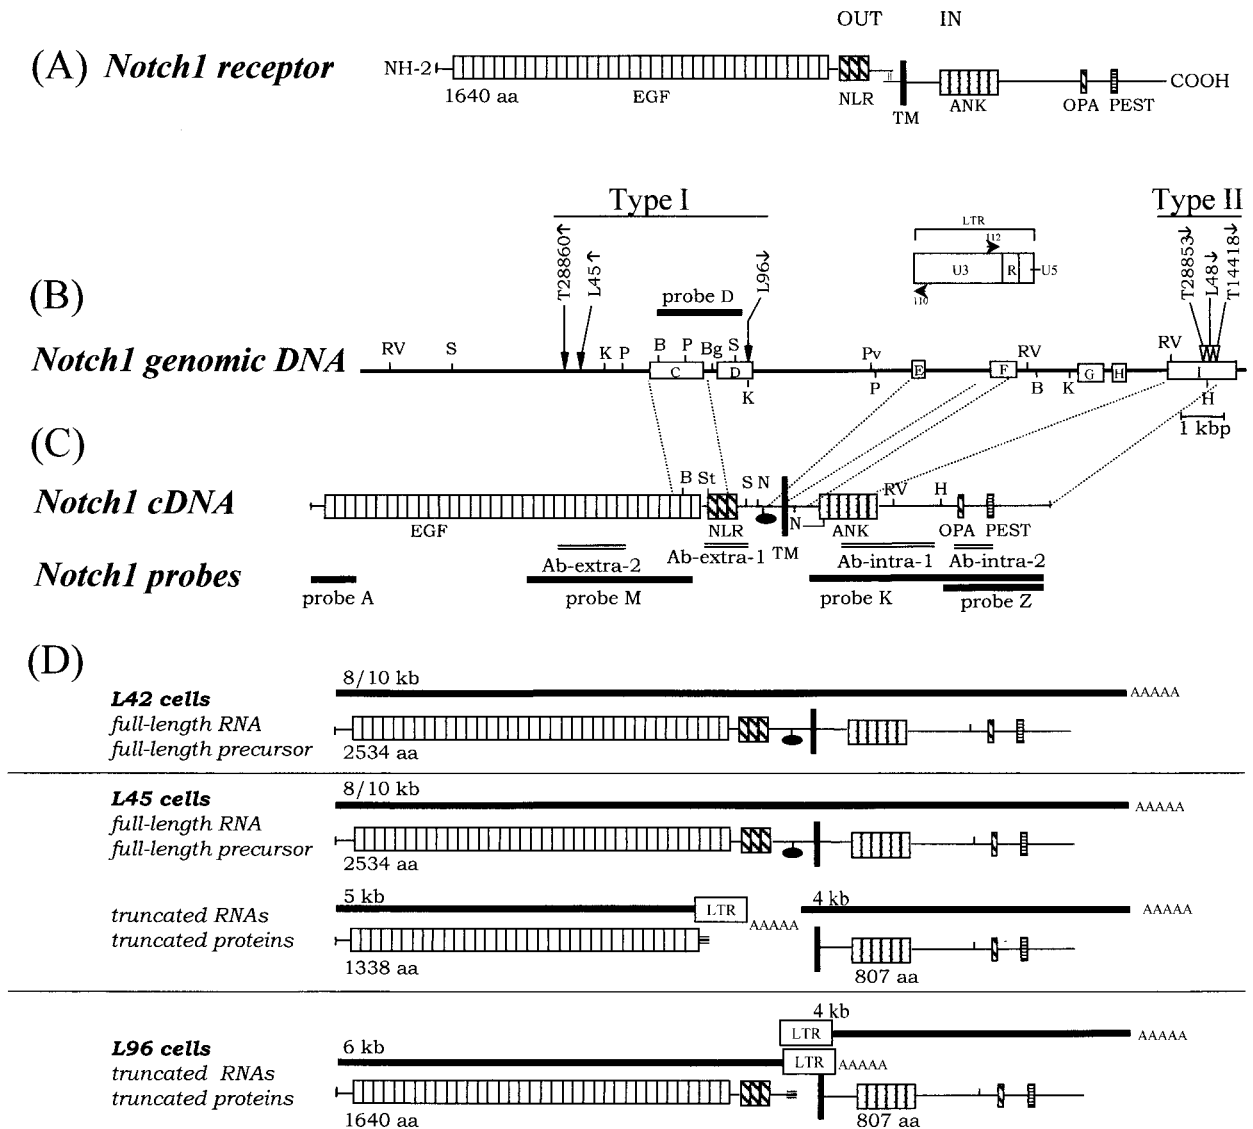 OUT IN
(A) Notch1 receptor
NH-2
COOH
1640 aa
EGF
NLR
TM
ANK
OPA
PEST
Type I
Type II
T28860↑
L45↑
L96↓
T28853↓
L48↓
T14418↓
LTR
112
U3
R
U5
110
(B)
probe D
Notch1 genomic DNA
RV S K P B P Bg S Pv RV RV
C D E F G H I
K P B K H
1 kbp
(C)
Notch1 cDNA
B St S N N RV H
EGF
NLR
TM
ANK
OPA PEST
Ab-extra-2
Ab-extra-1
Ab-intra-1
Ab-intra-2
Notch1 probes
probe A
probe M
probe K
probe Z
(D)
8/10 kb
AAAAA
L42 cells
full-length RNA
full-length precursor
2534 aa
8/10 kb
AAAAA
L45 cells
full-length RNA
full-length precursor
2534 aa
5 kb
LTR
AAAAA
4 kb
AAAAA
truncated RNAs
truncated proteins
1338 aa
807 aa
4 kb
LTR
AAAAA
L96 cells
6 kb
LTR
AAAAA
truncated RNAs
truncated proteins
1640 aa
807 aa